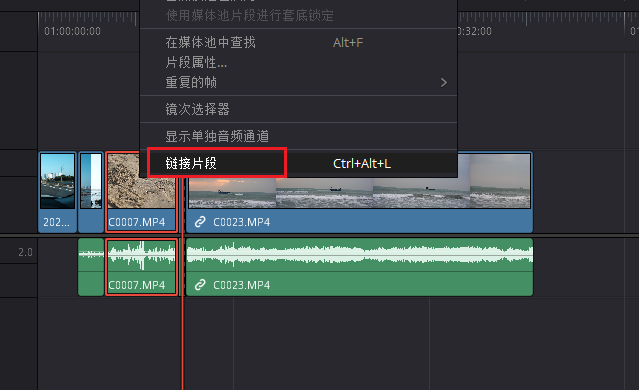 使用媒体池片段进行套底锁定
01:00:00:00
0:32:00
在媒体池中查找 Alt+F
片段属性...
重复的帧
镜次选择器
显示单独音频通道
链接片段 Ctrl+Alt+L
202...
C0007.MP4
C0023.MP4
2.0
C0007.MP4
C0023.MP4